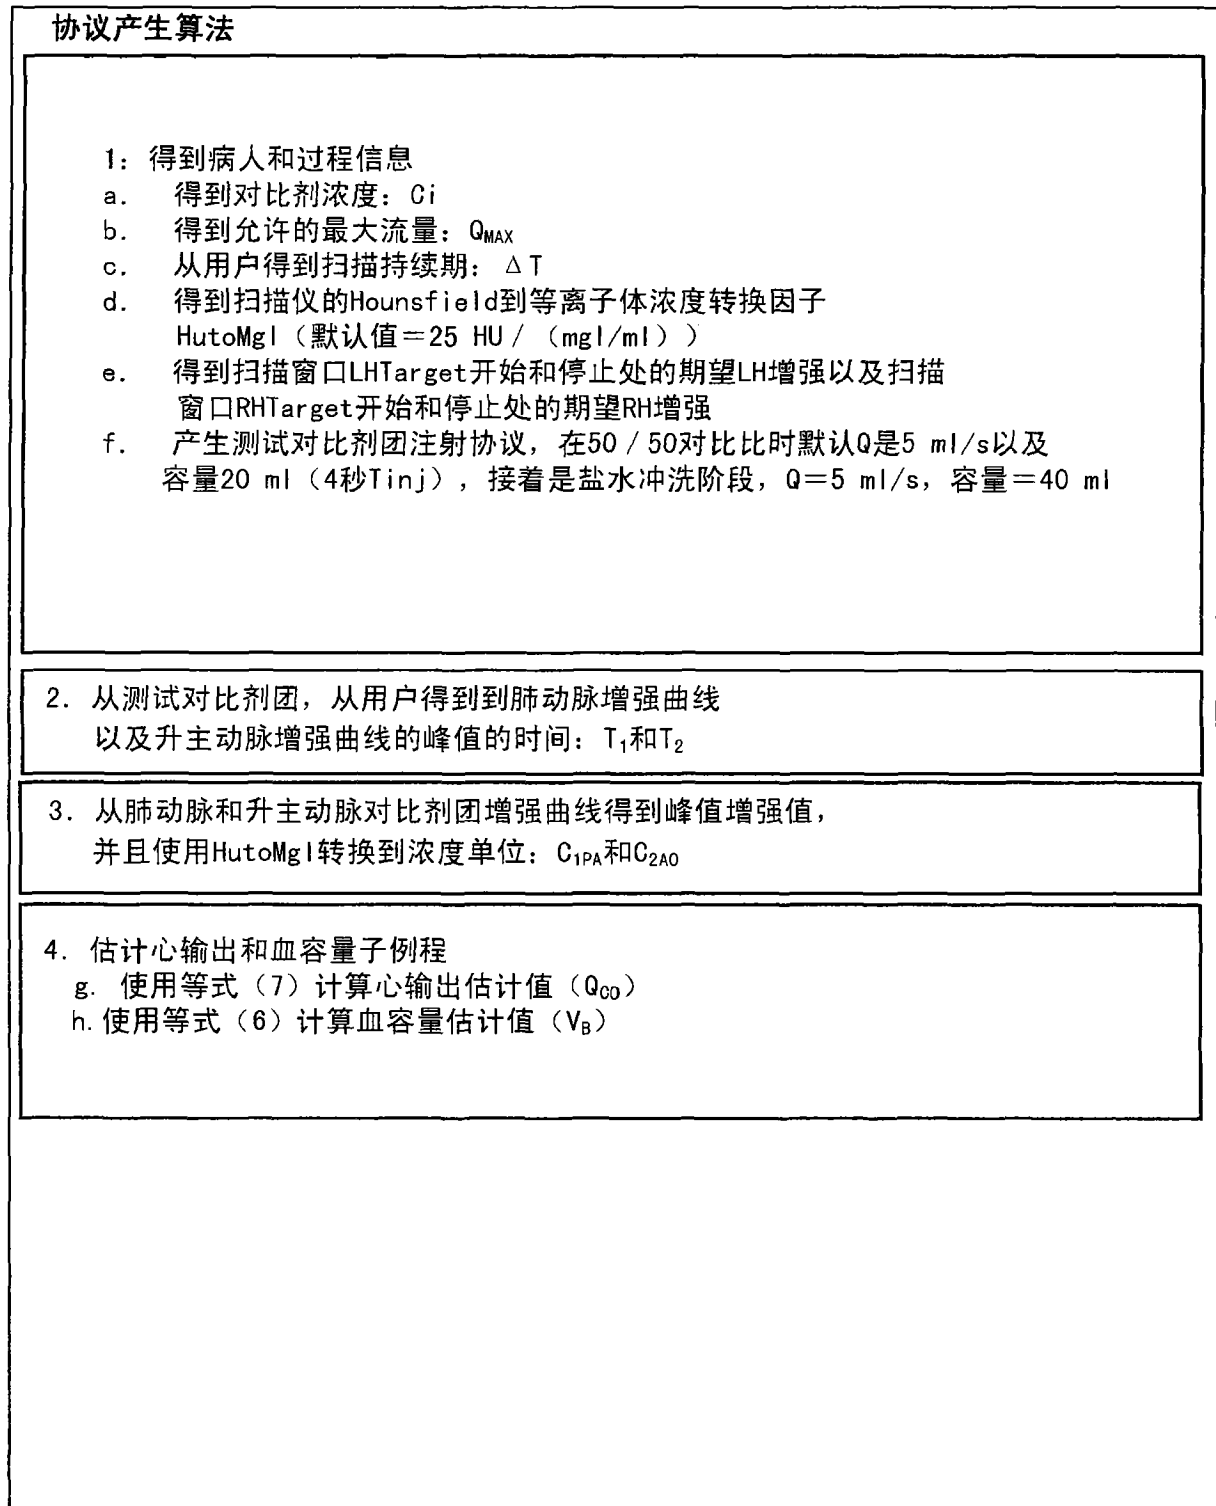 协议产生算法
1：得到病人和过程信息
a. 得到对比剂浓度：Ci
b. 得到允许的最大流量：Q_MAX
c. 从用户得到扫描持续期：ΔT
d. 得到扫描仪的Hounsfield到等离子体浓度转换因子
HutoMgI（默认值＝25 HU／（mgI/ml））
e. 得到扫描窗口LHTarget开始和停止处的期望LH增强以及扫描
窗口RHTarget开始和停止处的期望RH增强
f. 产生测试对比剂团注射协议，在50／50对比比时默认Q是5 ml/s以及
容量20 ml（4秒Tinj），接着是盐水冲洗阶段，Q＝5 ml/s，容量＝40 ml
2. 从测试对比剂团，从用户得到到肺动脉增强曲线
以及升主动脉增强曲线的峰值的时间：T₁和T₂
3. 从肺动脉和升主动脉对比剂团增强曲线得到峰值增强值，
并且使用HutoMgI转换到浓度单位：C_1PA和C_2AO
4. 估计心输出和血容量子例程
g. 使用等式（7）计算心输出估计值（Q_CO）
h. 使用等式（6）计算血容量估计值（V_B）